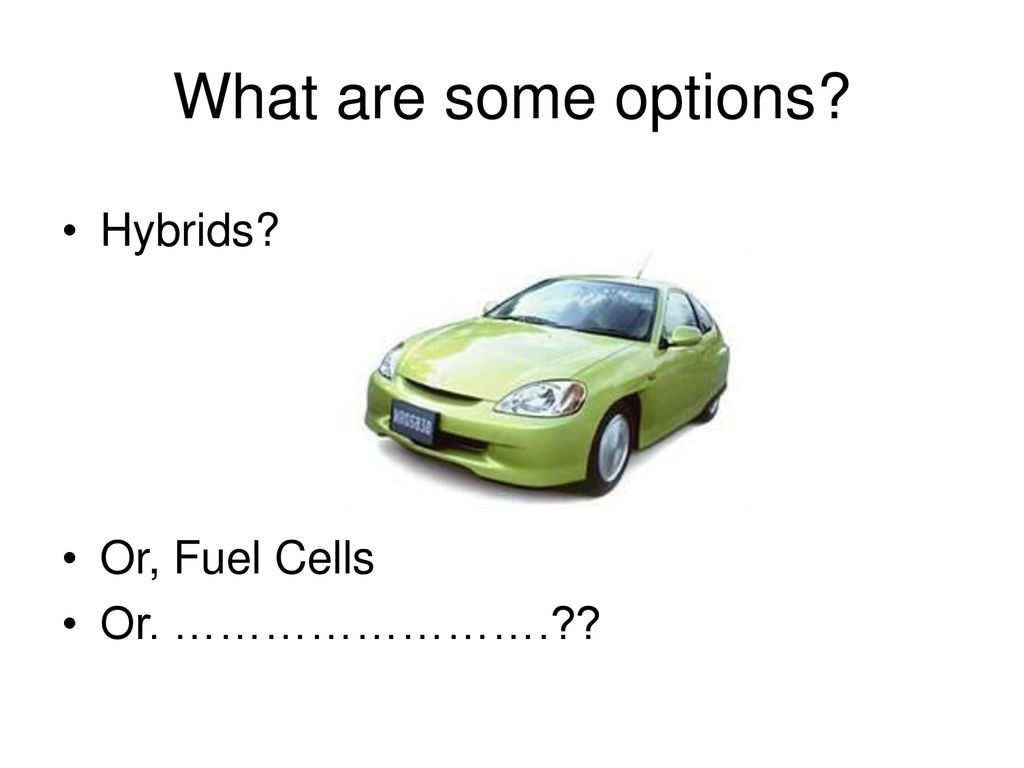 What are some options?
• Hybrids?
• Or, Fuel Cells
• Or. …………………….??